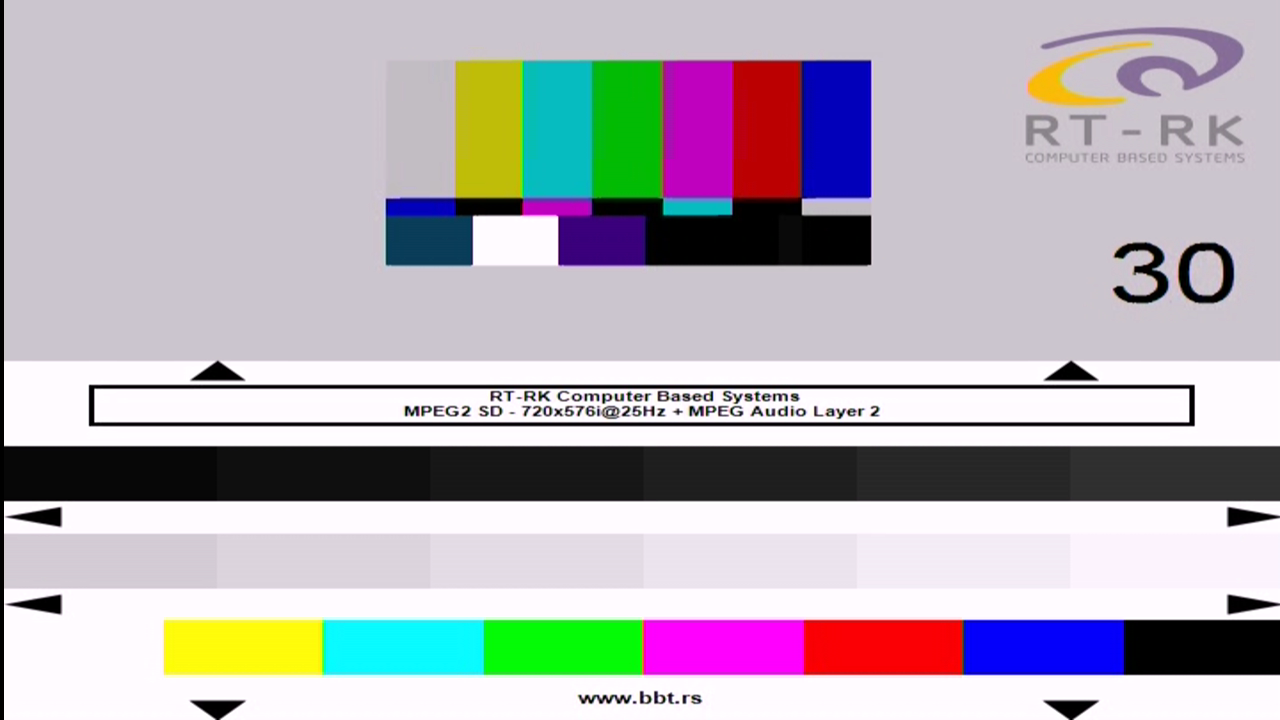 RT-RK
COMPUTER BASED SYSTEMS
30
RT-RK Computer Based Systems
MPEG2 SD - 720x576i@25Hz + MPEG Audio Layer 2
www.bbt.rs